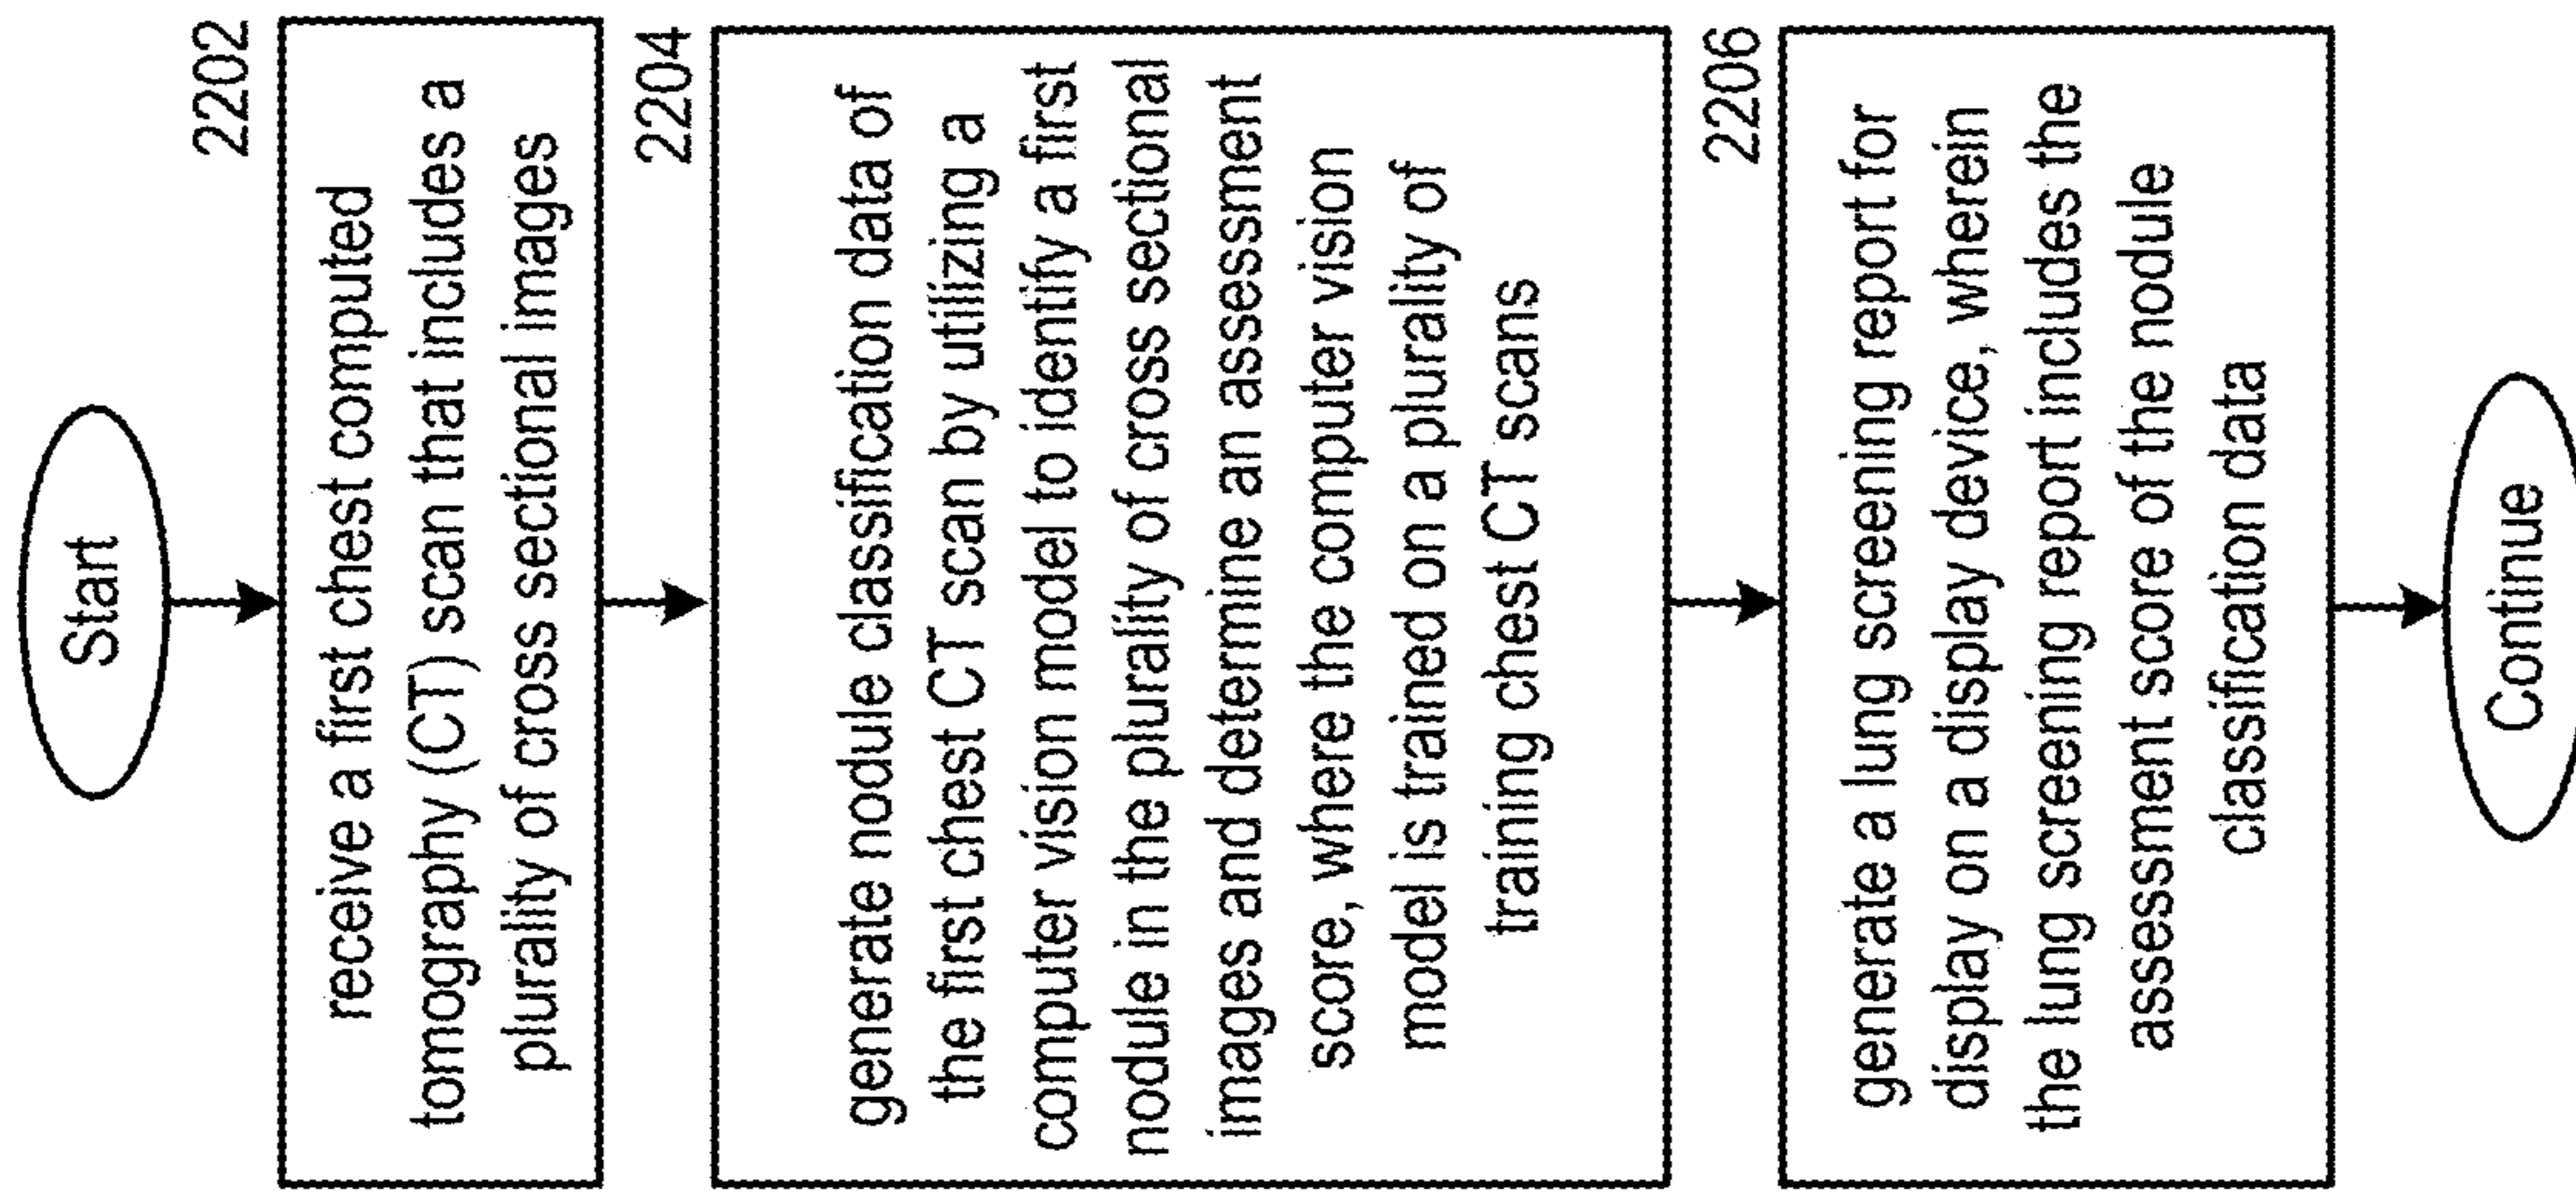 Start
2202
receive a first chest computed
tomography (CT) scan that includes a
plurality of cross sectional images
2204
generate nodule classification data of
the first chest CT scan by utilizing a
computer vision model to identify a first
nodule in the plurality of cross sectional
images and determine an assessment
score, where the computer vision
model is trained on a plurality of
training chest CT scans
2206
generate a lung screening report for
display on a display device, wherein
the lung screening report includes the
assessment score of the nodule
classification data
Continue